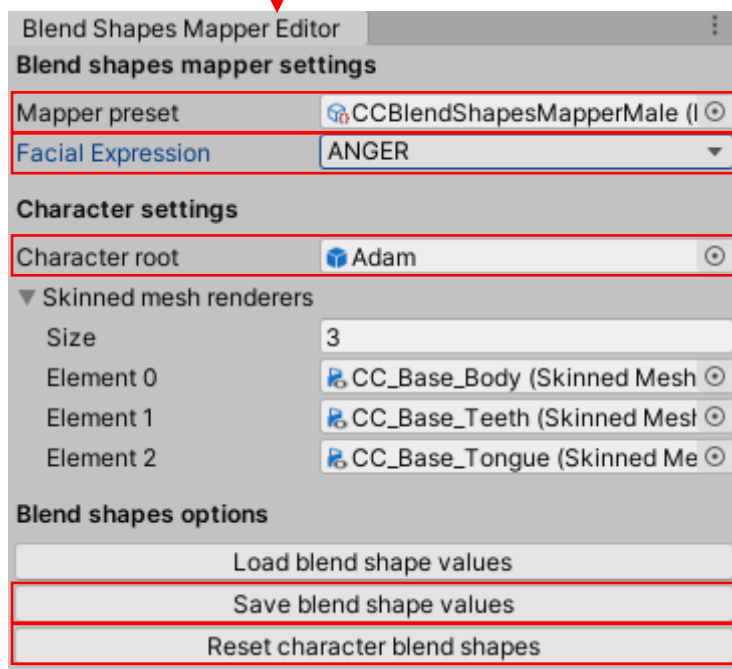 Blend Shapes Mapper Editor
Blend shapes mapper settings
Mapper preset CCBlendShapesMapperMale (
Facial Expression ANGER
Character settings
Character root Adam
Skinned mesh renderers
Size 3
Element 0 CC_Base_Body (Skinned Mesh
Element 1 CC_Base_Teeth (Skinned Mesh
Element 2 CC_Base_Tongue (Skinned Me
Blend shapes options
Load blend shape values
Save blend shape values
Reset character blend shapes